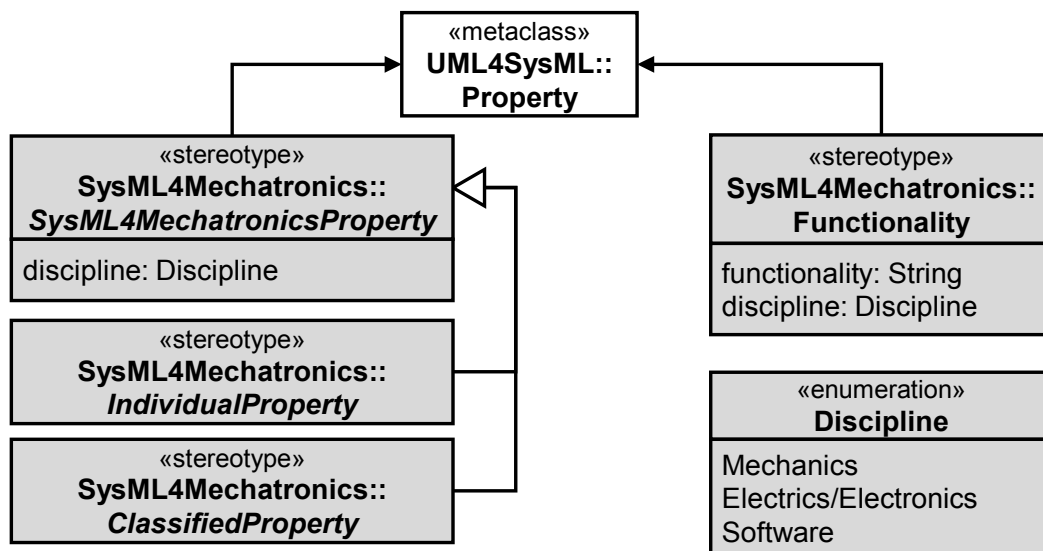 «metaclass»
UML4SysML::
Property
«stereotype»
SysML4Mechatronics::
SysML4MechatronicsProperty
discipline: Discipline
«stereotype»
SysML4Mechatronics::
Functionality
functionality: String
discipline: Discipline
«stereotype»
SysML4Mechatronics::
IndividualProperty
«stereotype»
SysML4Mechatronics::
ClassifiedProperty
«enumeration»
Discipline
Mechanics
Electrics/Electronics
Software